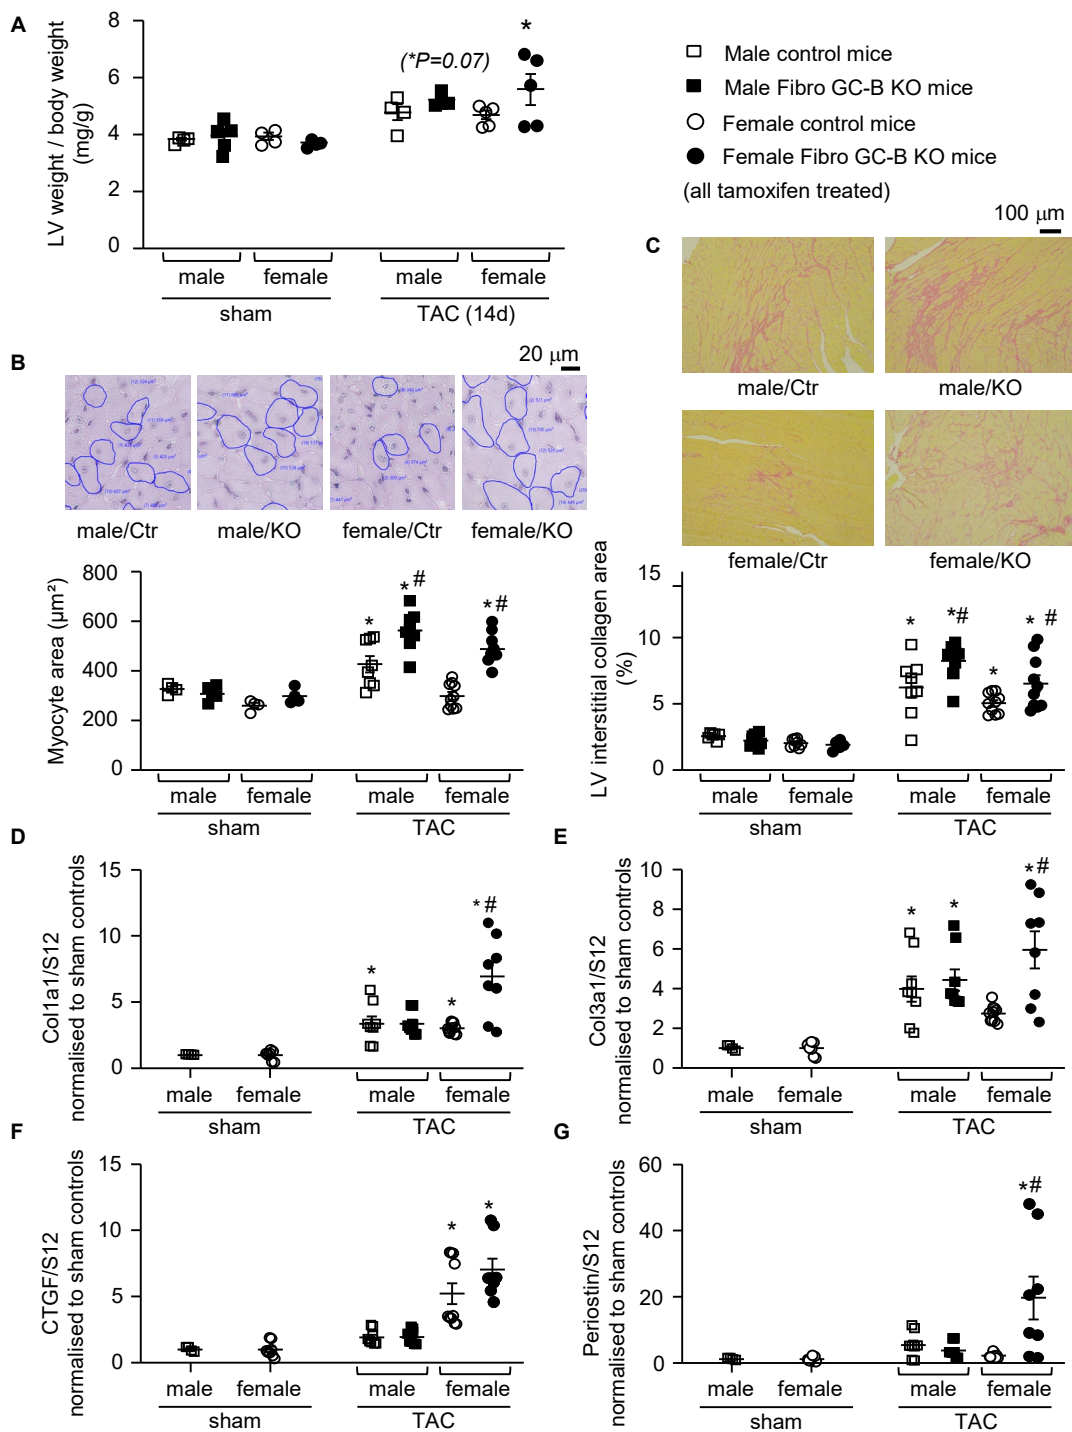 A
LV weight / body weight
(mg/g)
8
6
4
2
0
(*P=0.07)
*
male
female
male
female
sham
TAC (14d)
Male control mice
Male Fibro GC-B KO mice
Female control mice
Female Fibro GC-B KO mice
(all tamoxifen treated)
100 µm
C
male/Ctr
male/KO
female/Ctr
female/KO
B
20 µm
male/Ctr
male/KO
female/Ctr
female/KO
Myocyte area (µm²)
800
600
400
200
0
*
* #
* #
male
female
male
female
sham
TAC
LV interstitial collagen area
(%)
15
10
5
0
*
*#
*
* #
male
female
male
female
sham
TAC
D
Col1a1/S12
normalised to sham controls
15
10
5
0
*
*
* #
male
female
male
female
sham
TAC
E
Col3a1/S12
normalised to sham controls
10
8
6
4
2
0
*
*
* #
male
female
male
female
sham
TAC
F
CTGF/S12
normalised to sham controls
15
10
5
0
*
*
male
female
male
female
sham
TAC
G
Periostin/S12
normalised to sham controls
60
40
20
0
*#
male
female
male
female
sham
TAC